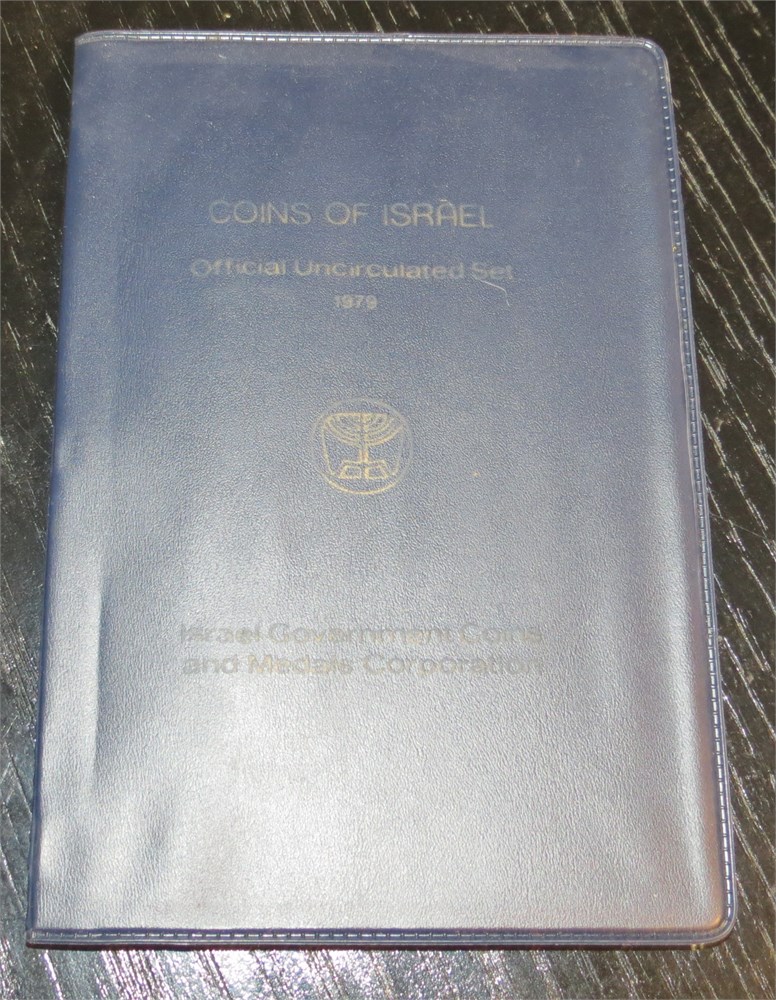 COINS OF ISRAEL
Official Uncirculated Set
1979
Israel Government Coins
and Medals Corporation